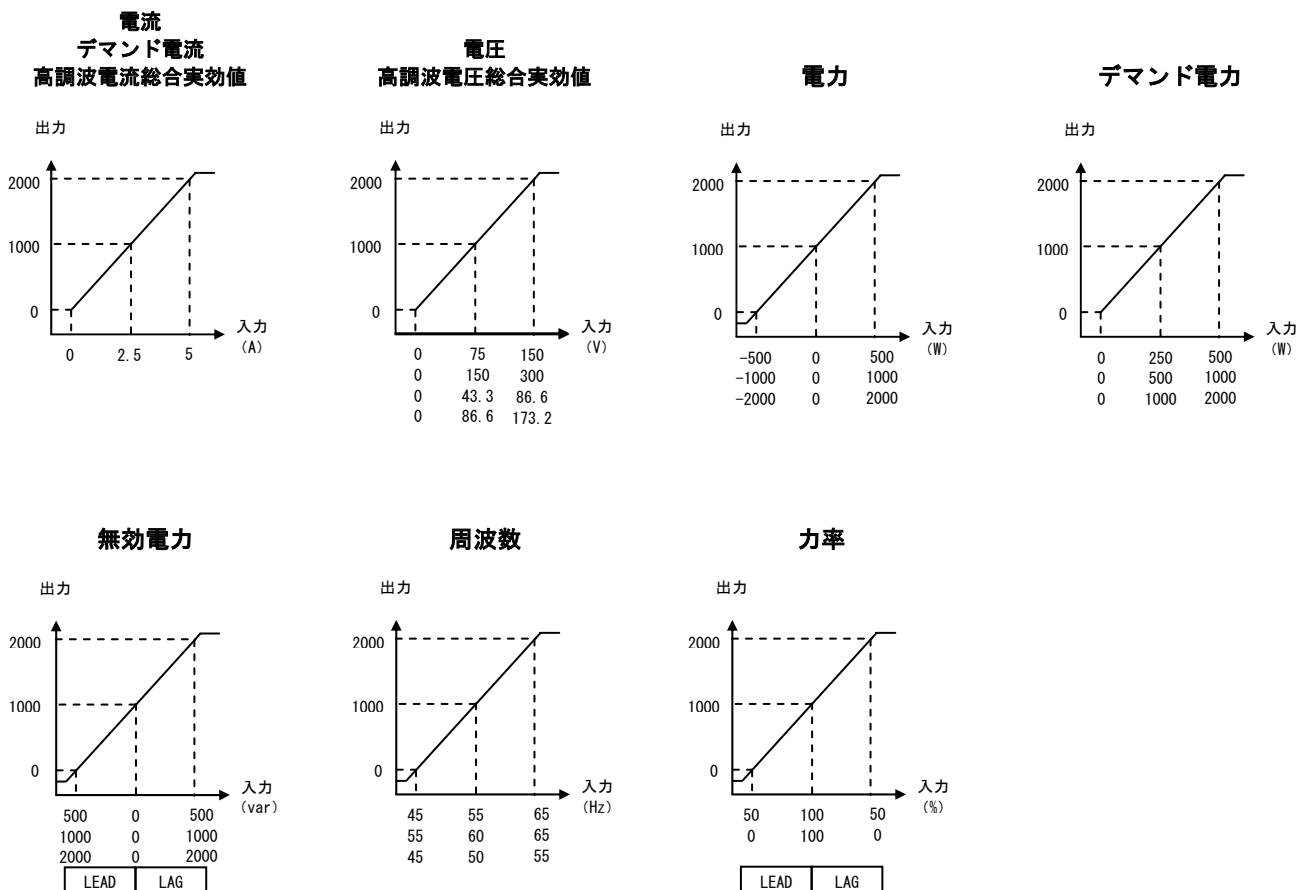 電流
デマンド電流
高調波電流総合実効値
出力
2000
1000
0
入力
(A)
0 2.5 5
電圧
高調波電圧総合実効値
出力
2000
1000
0
入力
(V)
0 75 150
0 150 300
0 43.3 86.6
0 86.6 173.2
電力
出力
2000
1000
0
入力
(W)
-500 0 500
-1000 0 1000
-2000 0 2000
デマンド電力
出力
2000
1000
0
入力
(W)
0 250 500
0 500 1000
0 1000 2000
無効電力
出力
2000
1000
0
入力
(var)
500 0 500
1000 0 1000
2000 0 2000
LEAD LAG
周波数
出力
2000
1000
0
入力
(Hz)
45 55 65
55 60 65
45 50 55
力率
出力
2000
1000
0
入力
(%)
50 100 50
0 100 0
LEAD LAG